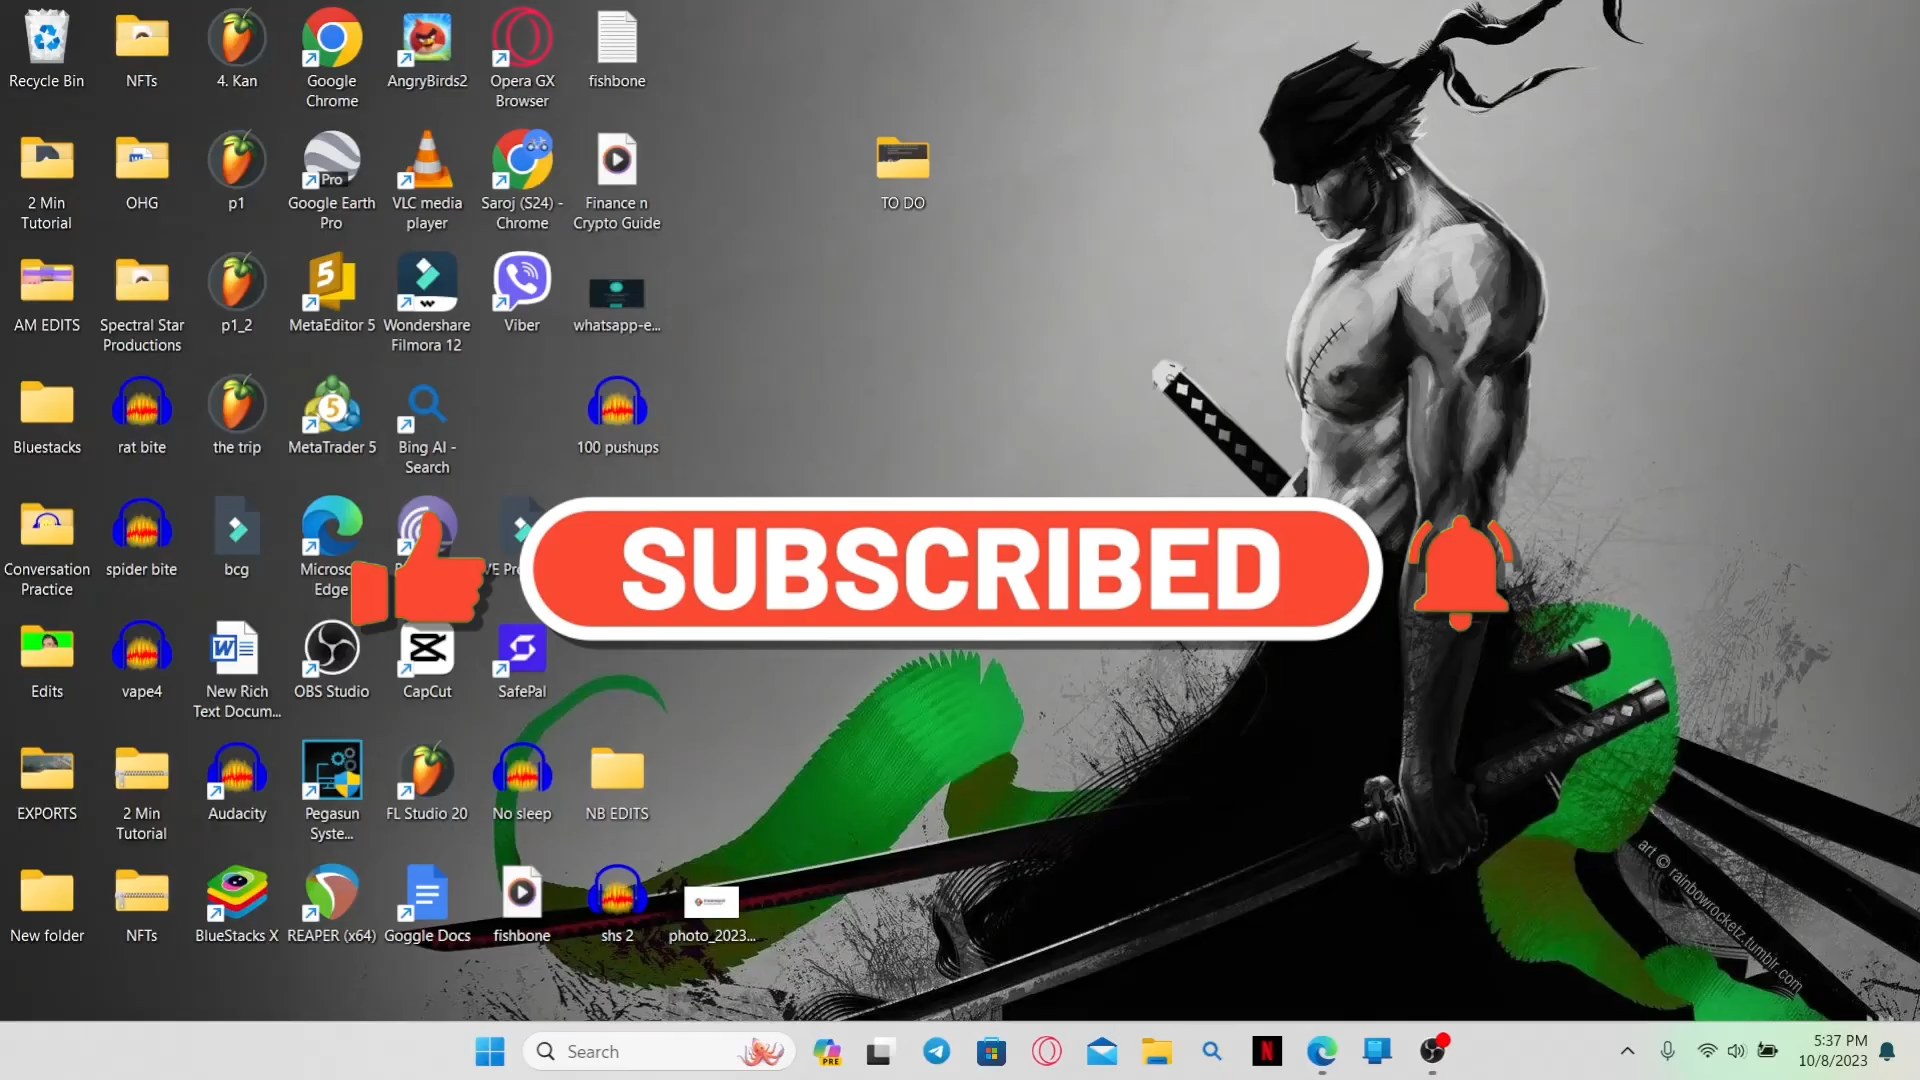 Recycle Bin
NFTs
4. Kan
Google
Chrome
AngryBirds2
Opera GX
Browser
fishbone
2 Min
Tutorial
OHG
p1
Pro
Google Earth
Pro
VLC media
player
Saroj (S24) -
Chrome
Finance n
Crypto Guide
TO DO
AM EDITS
Spectral Star
Productions
p1_2
5
MetaEditor 5
Wondershare
Filmora 12
Viber
whatsapp-e...
Bluestacks
rat bite
the trip
5
MetaTrader 5
Bing AI -
Search
100 pushups
Conversation
Practice
spider bite
bcg
Edge
SUBSCRIBED
Edits
vape4
W
New Rich
Text Docum...
OBS Studio
CapCut
SafePal
EXPORTS
2 Min
Tutorial
Audacity
Pegasun
Syste...
FL Studio 20
No sleep
NB EDITS
New folder
NFTs
BlueStacks X
REAPER (x64)
Goggle Docs
fishbone
shs 2
photo_2023...
art © rainbowrocketz.tumblr.com
Search
PRE
N
5:37 PM
10/8/2023